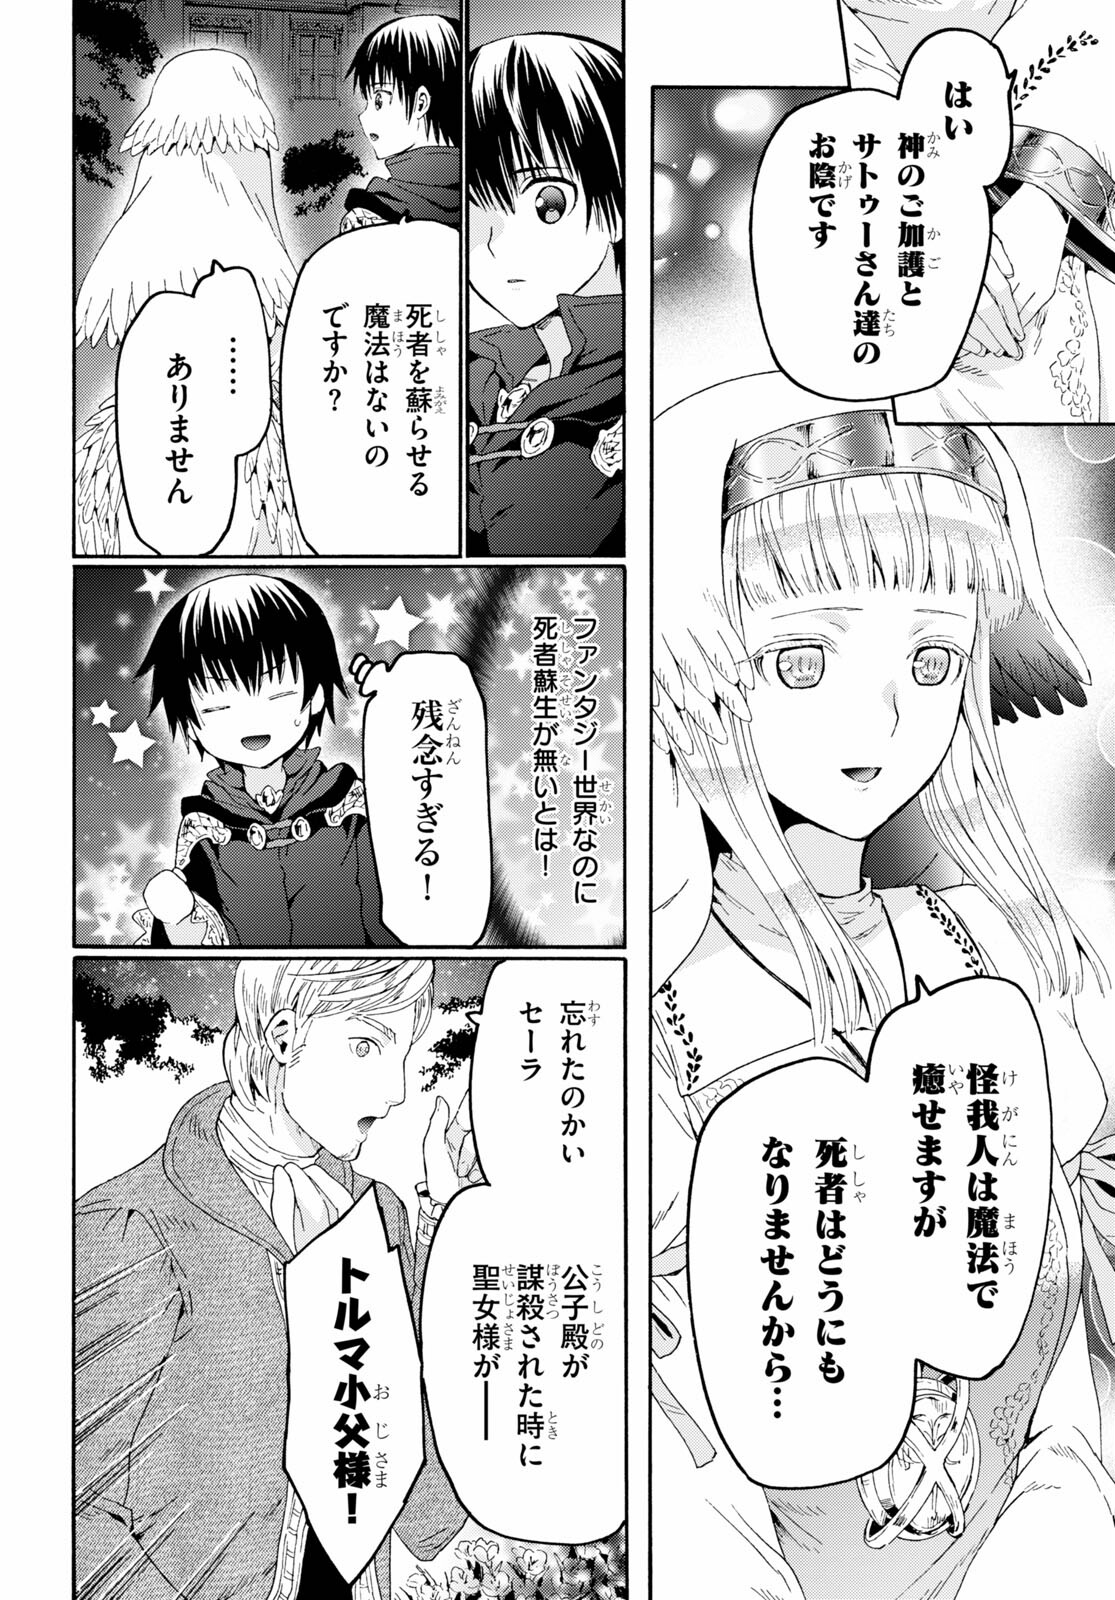 はい
神のご加護と
サトゥーさん達の
お陰です
怪我人は魔法で
癒せますが
死者はどうにも
なりませんから…
死者を蘇らせる
魔法はないの
ですか？
……
ありません
ファンタジー世界なのに
死者蘇生が無いとは！
残念すぎる！
忘れたのかい
セーラ
公子殿が
謀殺された時に
聖女様が――
トルマ小父様！